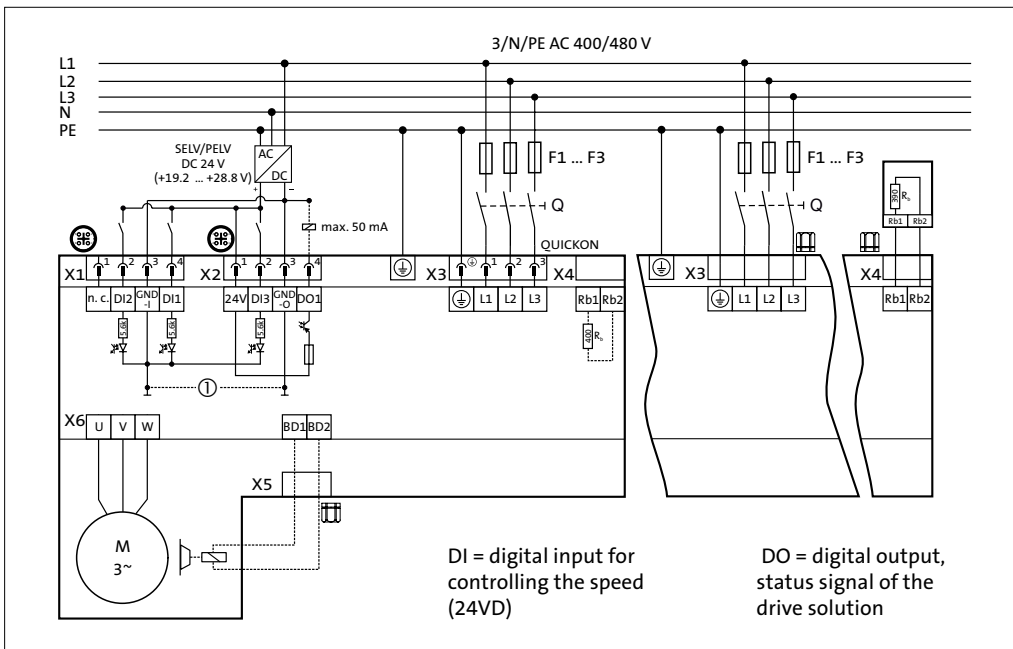 3/N/PE AC 400/480 V
L1
L2
L3
N
PE
SELV/PELV
DC 24 V
(+19.2 ... +28.8 V)
AC
DC
+ −
F1 ... F3
F1 ... F3
Q
Q
max. 50 mA
390 Rb
Rb1 Rb2
QUICKON
X1 1 2 3 4
X2 1 2 3 4
X3 1 2 3
X4
X3
X4
n. c. DI2 GND-I DI1
24V DI3 GND-O DO1
L1 L2 L3
Rb1 Rb2
L1 L2 L3
Rb1 Rb2
5.6k 5.6k 5.6k
400 Rb
1
X6 U V W
BD1 BD2
X5
M
3~
DI = digital input for
controlling the speed
(24VD)
DO = digital output,
status signal of the
drive solution